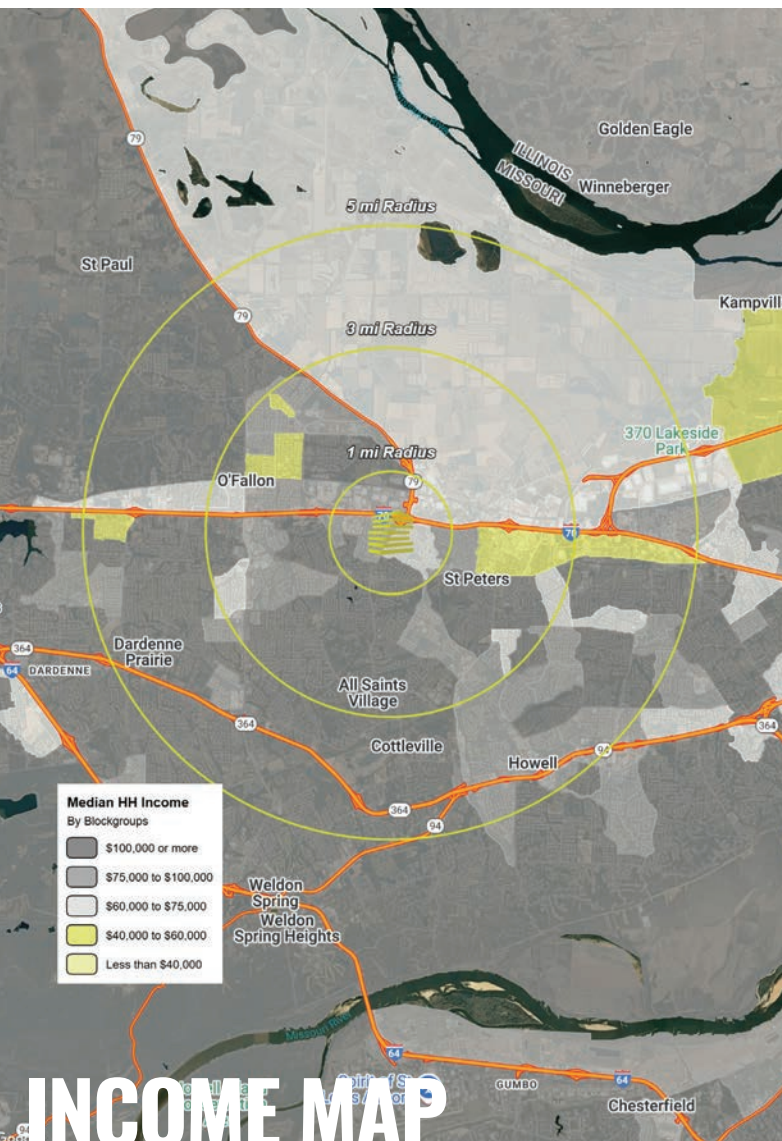 Golden Eagle
79
ILLINOIS
MISSOURI
Winneberger
5 mi Radius
St Paul
Kampvill
79
3 mi Radius
370 Lakeside
Park
1 mi Radius
O'Fallon
79
70
St Peters
364
Dardenne
Prairie
64
DARDENNE
All Saints
Village
364
364
Cottleville
94
Howell
Median HH Income
By Blockgroups
$100,000 or more
$75,000 to $100,000
$60,000 to $75,000
$40,000 to $60,000
Less than $40,000
364
94
Weldon
Spring
Weldon
Spring Heights
Missouri River
64
GUMBO
64
Chesterfield
94
INCOME MAP